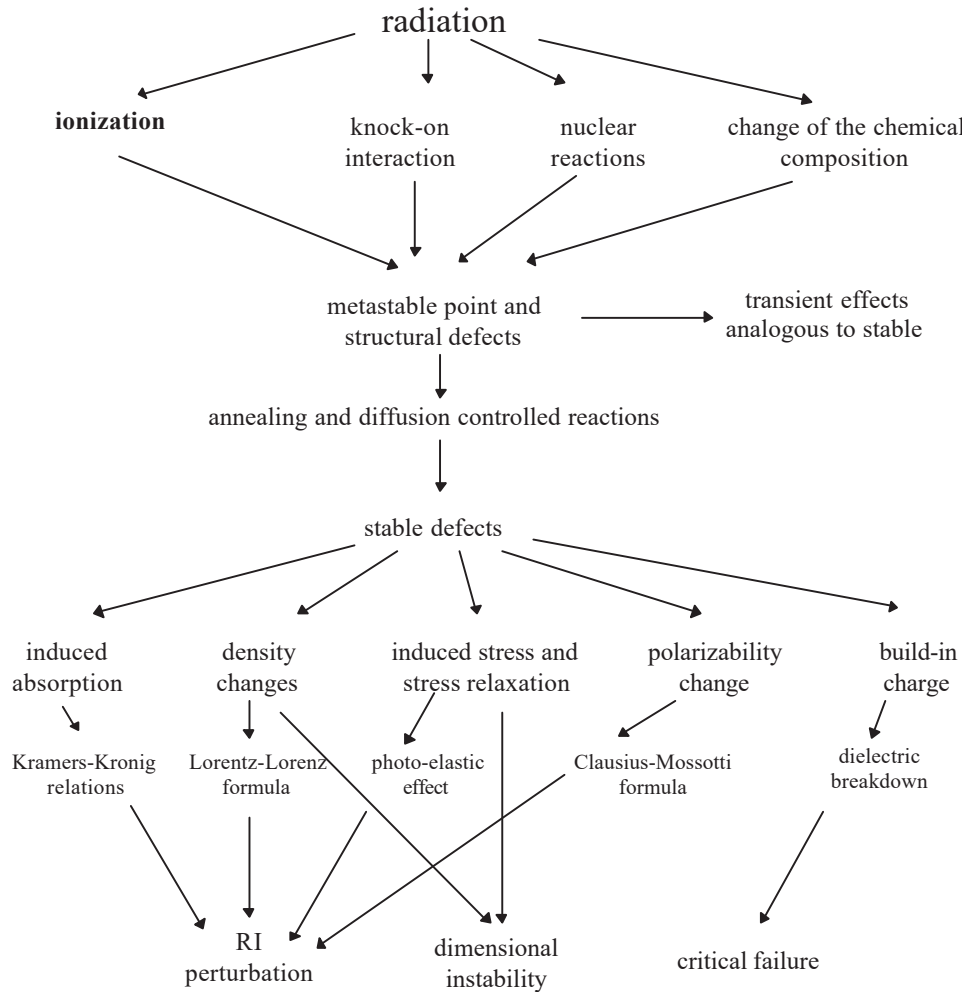 radiation
ionization
knock-on
interaction
nuclear
reactions
change of the chemical
composition
metastable point and
structural defects
transient effects
analogous to stable
annealing and diffusion controlled reactions
stable defects
induced
absorption
density
changes
induced stress and
stress relaxation
polarizability
change
build-in
charge
Kramers-Kronig
relations
Lorentz-Lorenz
formula
photo-elastic
effect
Clausius-Mossotti
formula
dielectric
breakdown
RI
perturbation
dimensional
instability
critical failure